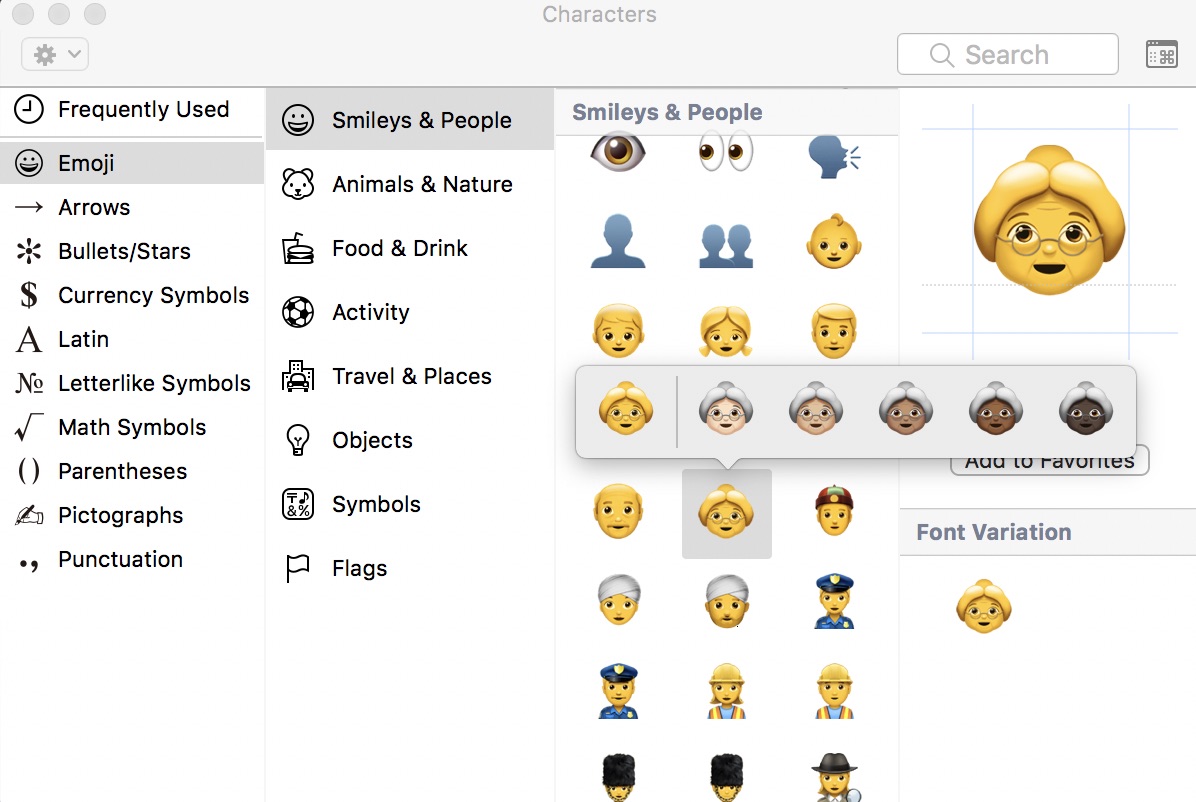 Characters
Search
Frequently Used
Emoji
Arrows
Bullets/Stars
Currency Symbols
Latin
Letterlike Symbols
Math Symbols
Parentheses
Pictographs
Punctuation
Smileys & People
Animals & Nature
Food & Drink
Activity
Travel & Places
Objects
Symbols
Flags
Smileys & People
Add to Favorites
Font Variation